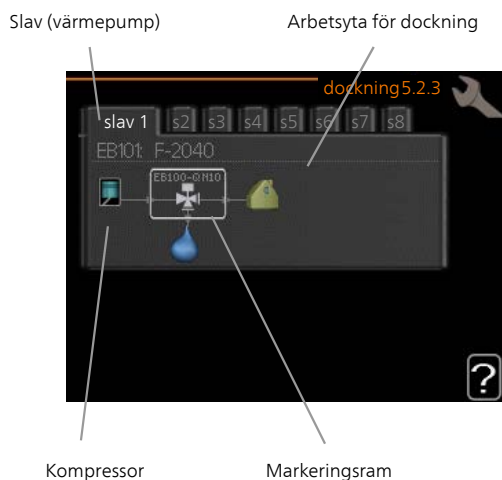 Slav (värmepump)
Arbetsyta för dockning
dockning 5.2.3
slav 1 s2 s3 s4 s5 s6 s7 s8
EB101: F-2040
EB100-QN10
?
Kompressor
Markeringsram